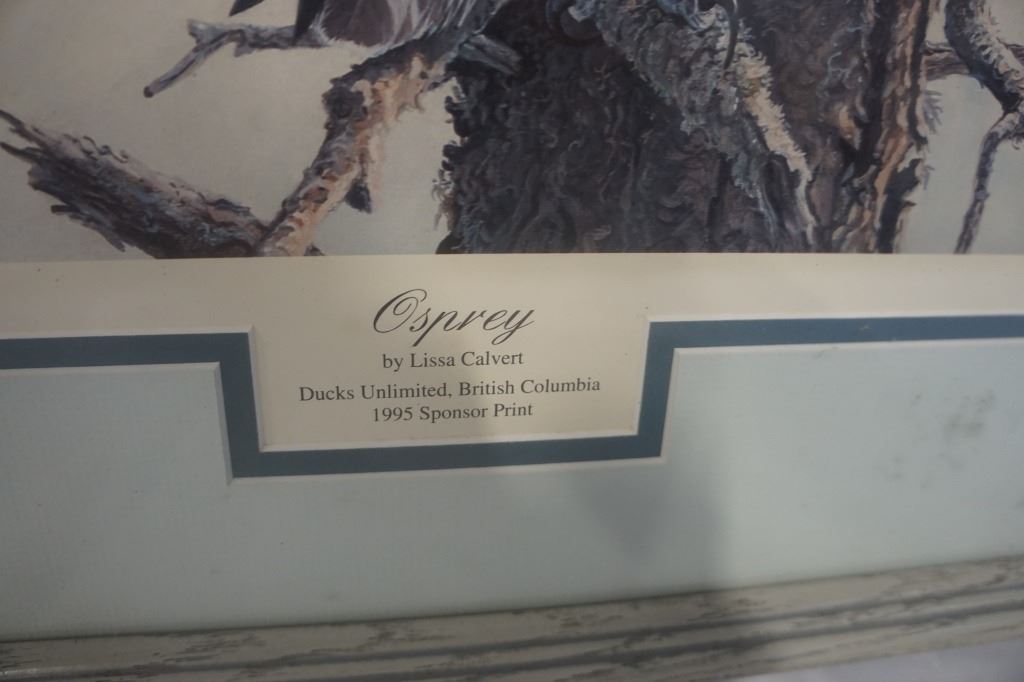 Osprey
by Lissa Calvert
Ducks Unlimited, British Columbia
1995 Sponsor Print